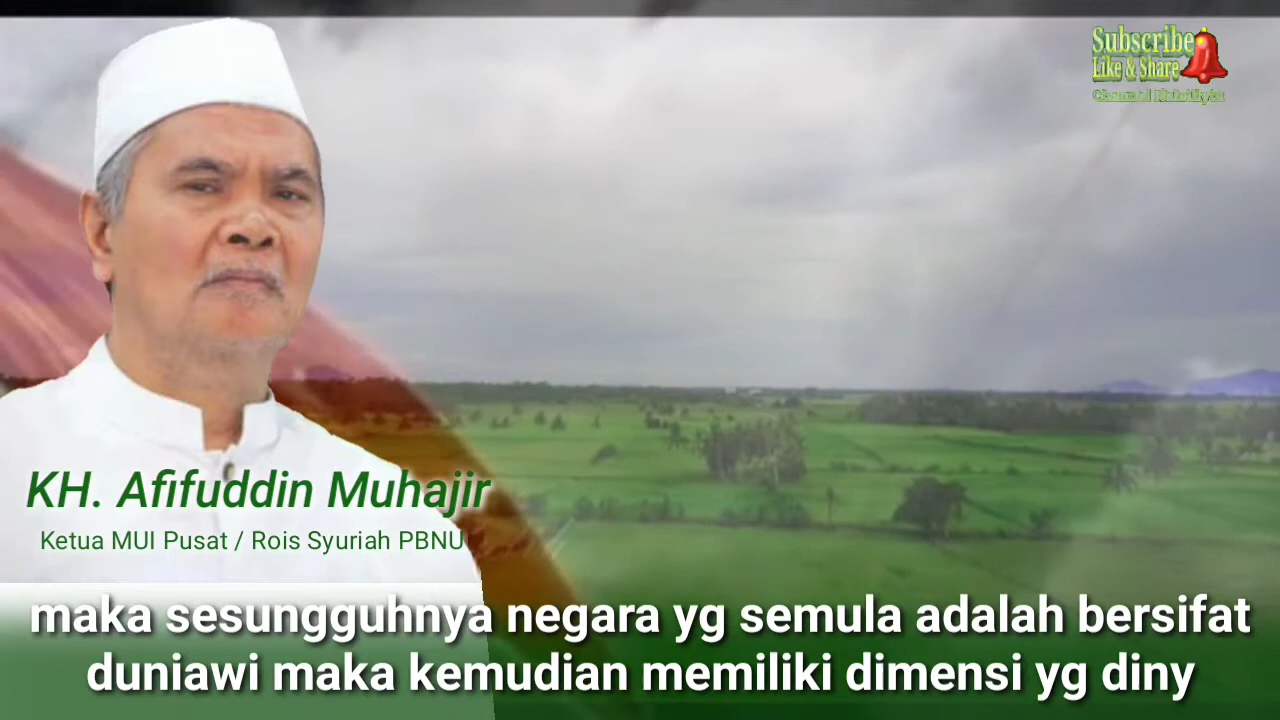 Subscribe
Like & Share
KH. Afifuddin Muhajir
Ketua MUI Pusat / Rois Syuriah PBNU
maka sesungguhnya negara yg semula adalah bersifat
duniawi maka kemudian memiliki dimensi yg diny